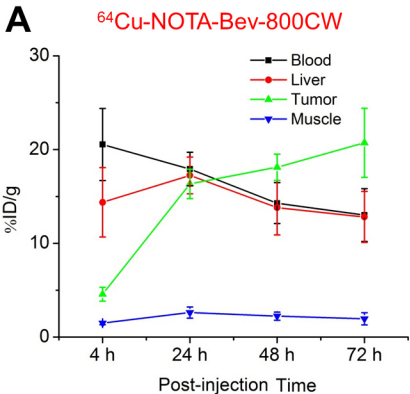 A
⁶⁴Cu-NOTA-Bev-800CW
30
20
10
0
%ID/g
Blood
Liver
Tumor
Muscle
4 h 24 h 48 h 72 h
Post-injection Time